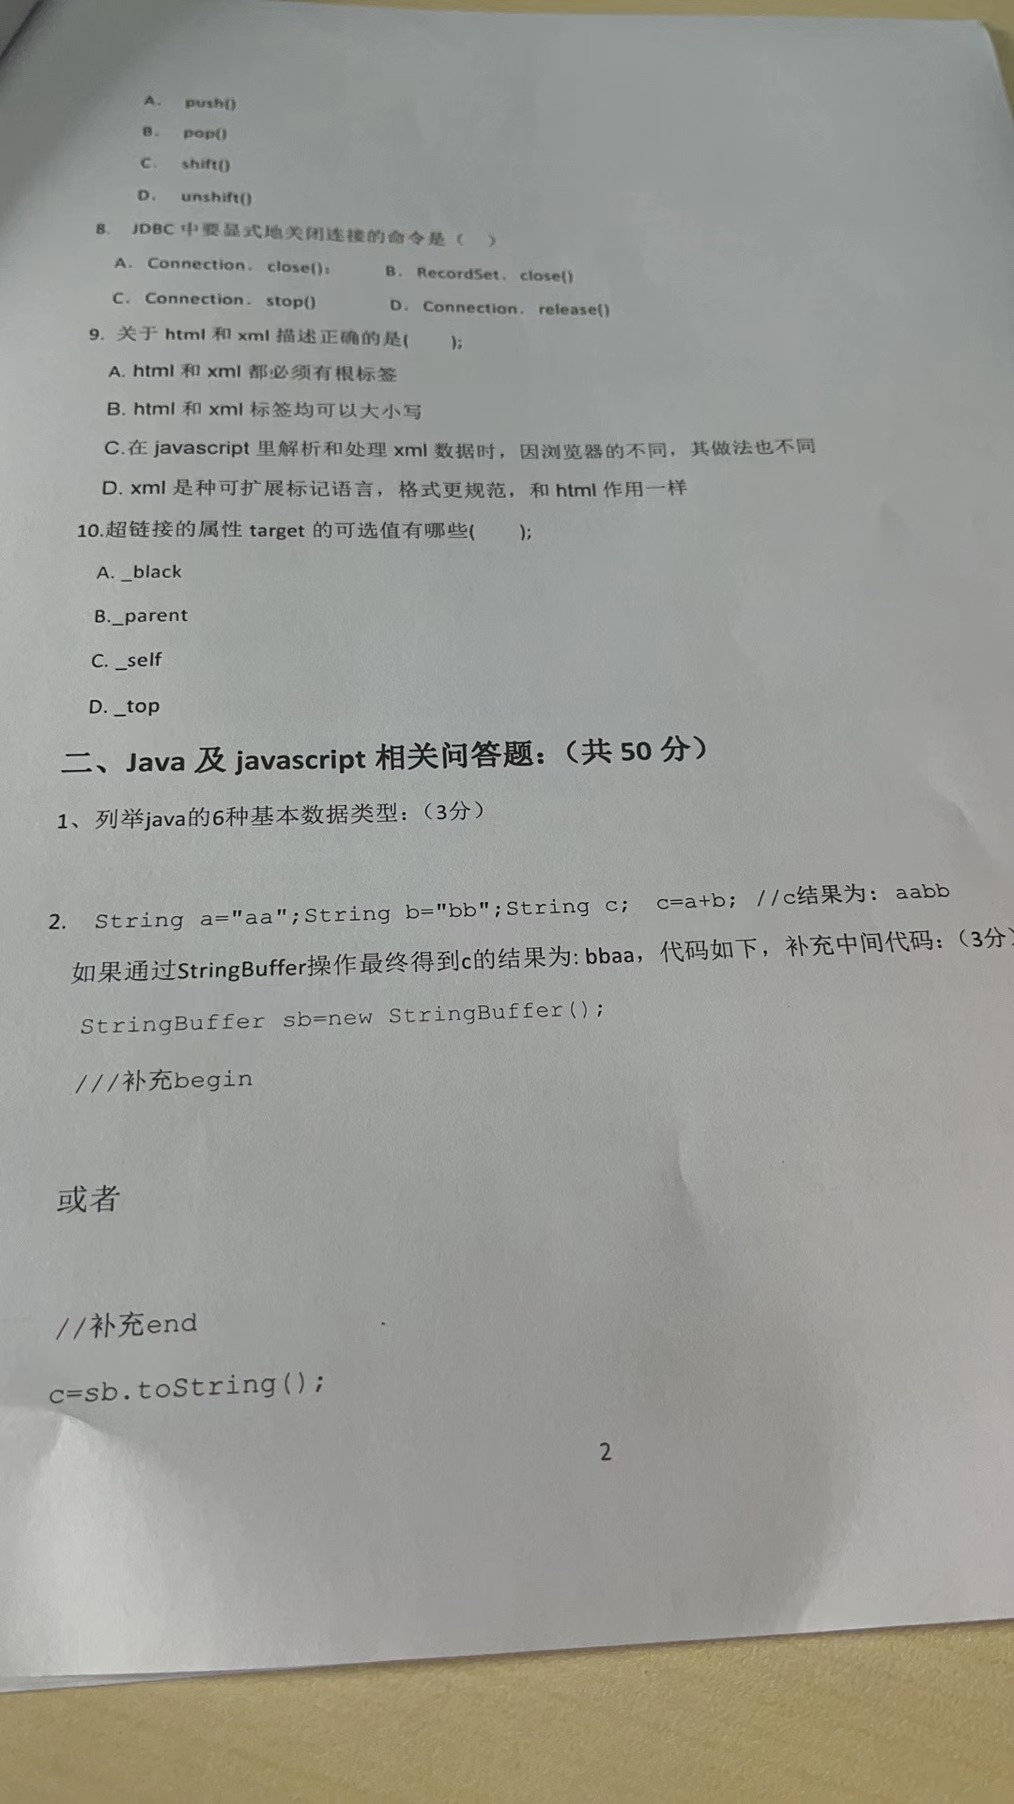 A. push()
B. pop()
C. shift()
D. unshift()
8. JDBC 中要显式地关闭连接的命令是（ ）
A. Connection. close(); B. RecordSet. close()
C. Connection. stop() D. Connection. release()
9. 关于 html 和 xml 描述正确的是( );
A. html 和 xml 都必须有根标签
B. html 和 xml 标签均可以大小写
C.在 javascript 里解析和处理 xml 数据时，因浏览器的不同，其做法也不同
D. xml 是种可扩展标记语言，格式更规范，和 html 作用一样
10.超链接的属性 target 的可选值有哪些( );
A. _black
B._parent
C. _self
D. _top
二、Java 及 javascript 相关问答题：（共 50 分）
1、列举java的6种基本数据类型：（3分）
2. String a="aa";String b="bb";String c; c=a+b; //c结果为: aabb
如果通过StringBuffer操作最终得到c的结果为: bbaa，代码如下，补充中间代码:（3分）
StringBuffer sb=new StringBuffer();
///补充begin
或者
//补充end
c=sb.toString();
2